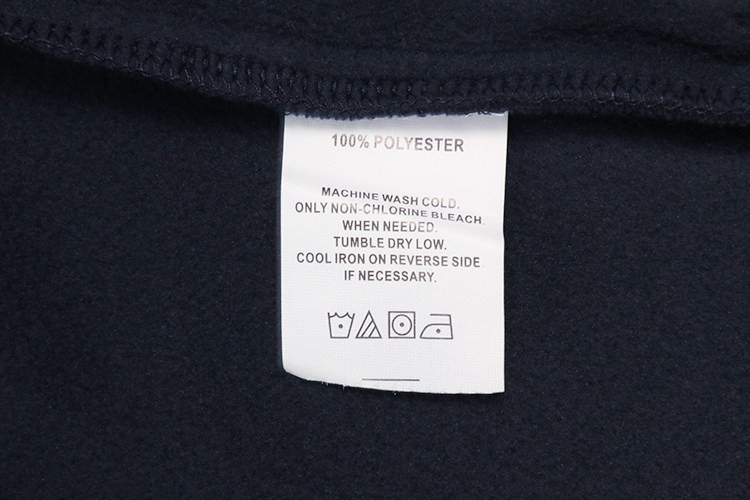 100% POLYESTER
MACHINE WASH COLD.
ONLY NON-CHLORINE BLEACH
WHEN NEEDED.
TUMBLE DRY LOW.
COOL IRON ON REVERSE SIDE
IF NECESSARY.